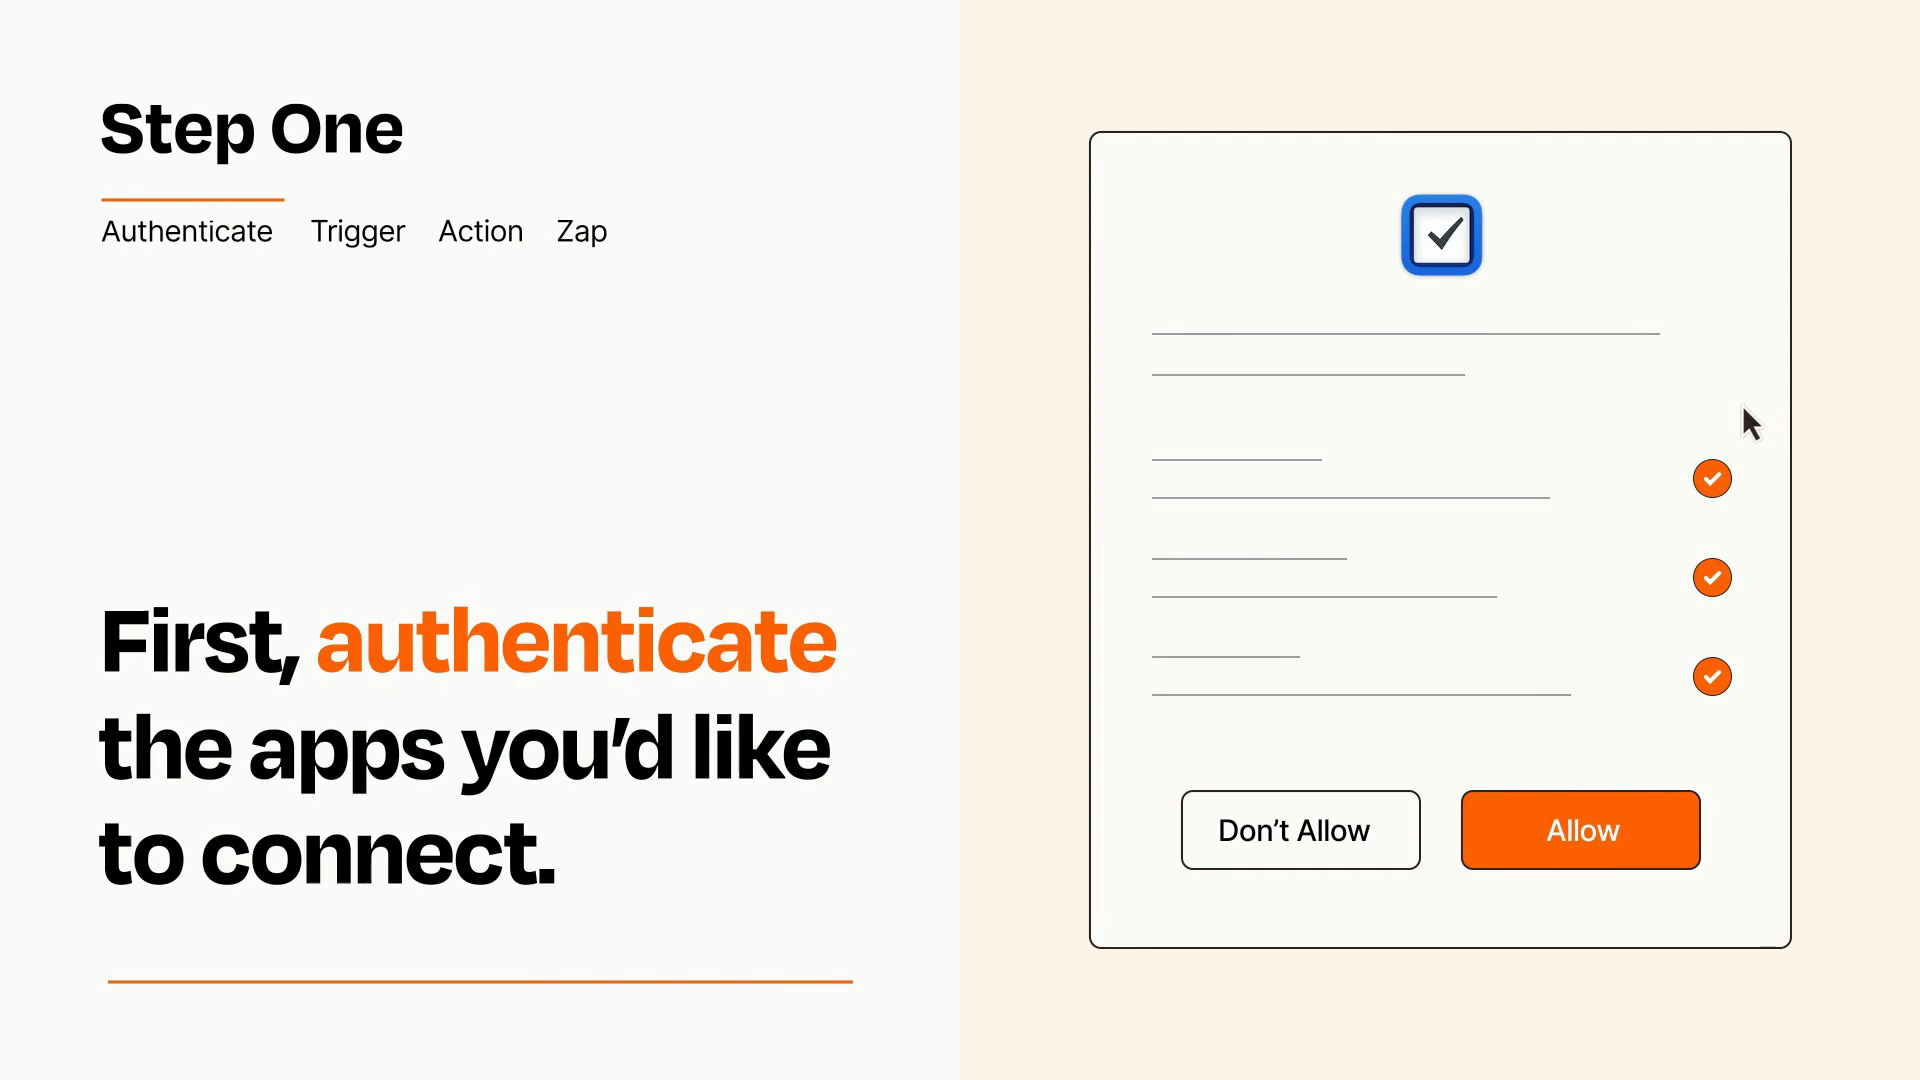 Step One
Authenticate Trigger Action Zap
First, authenticate
the apps you’d like
to connect.
Don’t Allow Allow